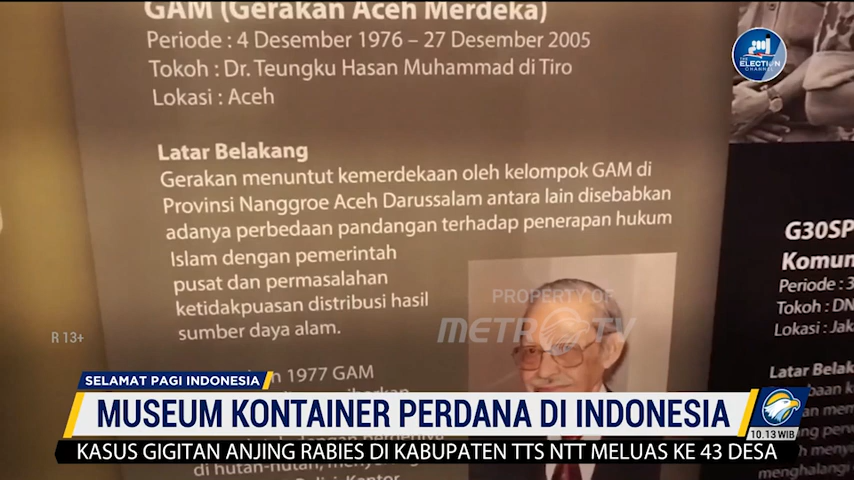 GAM (Gerakan Aceh Merdeka)
Periode : 4 Desember 1976 – 27 Desember 2005
Tokoh : Dr. Teungku Hasan Muhammad di Tiro
Lokasi : Aceh
Latar Belakang
Gerakan menuntut kemerdekaan oleh kelompok GAM di
Provinsi Nanggroe Aceh Darussalam antara lain disebabkan
adanya perbedaan pandangan terhadap penerapan hukum
Islam dengan pemerintah
pusat dan permasalahan
ketidakpuasan distribusi hasil
sumber daya alam.
1977 GAM
di hutan-hutan,
ELECTION
CHANNEL
G30SP
Komun
Periode : 3
Tokoh : DN
Lokasi : Jak
Latar Belaka
PROPERTY OF
METRO TV
R 13+
SELAMAT PAGI INDONESIA
MUSEUM KONTAINER PERDANA DI INDONESIA
10.13 WIB
KASUS GIGITAN ANJING RABIES DI KABUPATEN TTS NTT MELUAS KE 43 DESA